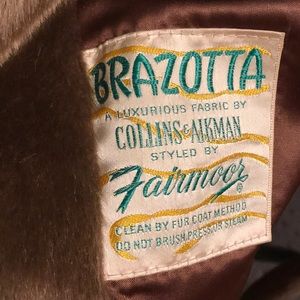 BRAZOTTA
A LUXURIOUS FABRIC BY
COLLINS & AIKMAN
STYLED BY
Fairmoor
®
CLEAN BY FUR COAT METHOD
DO NOT BRUSH PRESS OR STEAM